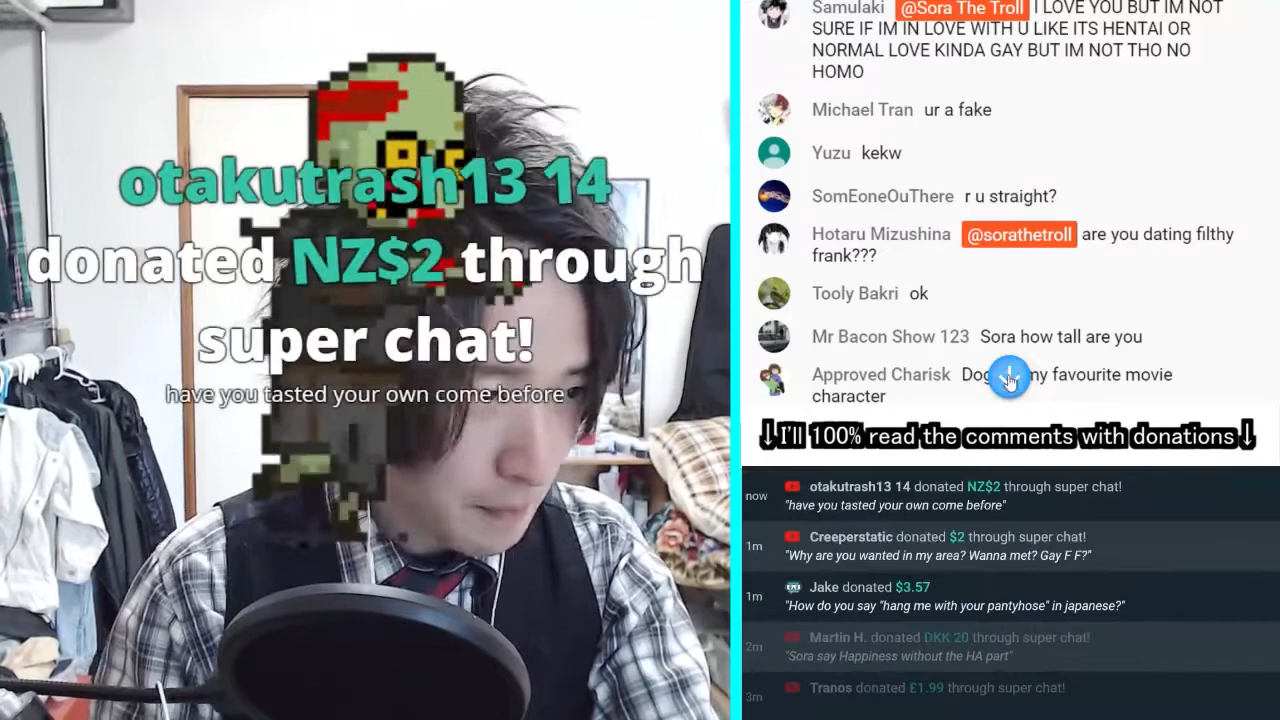 otakutrash13 14
donated NZ$2 through
super chat!
have you tasted your own come before
Samulaki @Sora The Troll I LOVE YOU BUT IM NOT
SURE IF IM IN LOVE WITH U LIKE ITS HENTAI OR
NORMAL LOVE KINDA GAY BUT IM NOT THO NO
HOMO
Michael Tran ur a fake
Yuzu kekw
SomEoneOuThere r u straight?
Hotaru Mizushina @sorathetroll are you dating filthy
frank???
Tooly Bakri ok
Mr Bacon Show 123 Sora how tall are you
Approved Charisk favourite movie
character
↓I'll 100% read the comments with donations↓
now otakutrash13 14 donated NZ$2 through super chat!
"have you tasted your own come before"
1m Creeperstatic donated $2 through super chat!
"Why are you wanted in my area? Wanna met? Gay F F?"
1m Jake donated $3.57
"How do you say "hang me with your pantyhose" in japanese?"
2m Martin H. donated DKK 20 through super chat!
"Sora say Happiness without the HA part"
3m Tranos donated £1.99 through super chat!